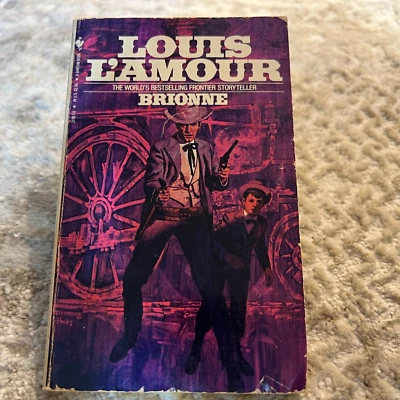 LOUIS
L'AMOUR
THE WORLD'S BESTSELLING FRONTIER STORYTELLER
BRIONNE